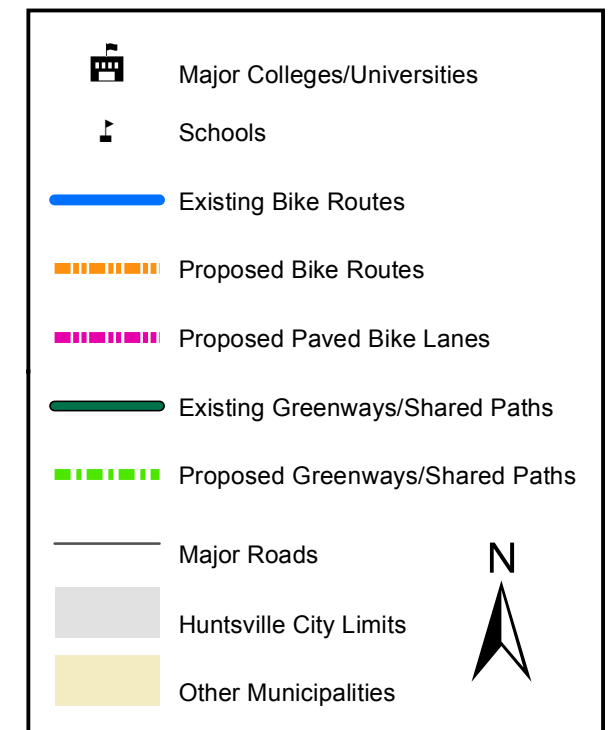 Major Colleges/Universities
Schools
Existing Bike Routes
Proposed Bike Routes
Proposed Paved Bike Lanes
Existing Greenways/Shared Paths
Proposed Greenways/Shared Paths
Major Roads
N
Huntsville City Limits
Other Municipalities